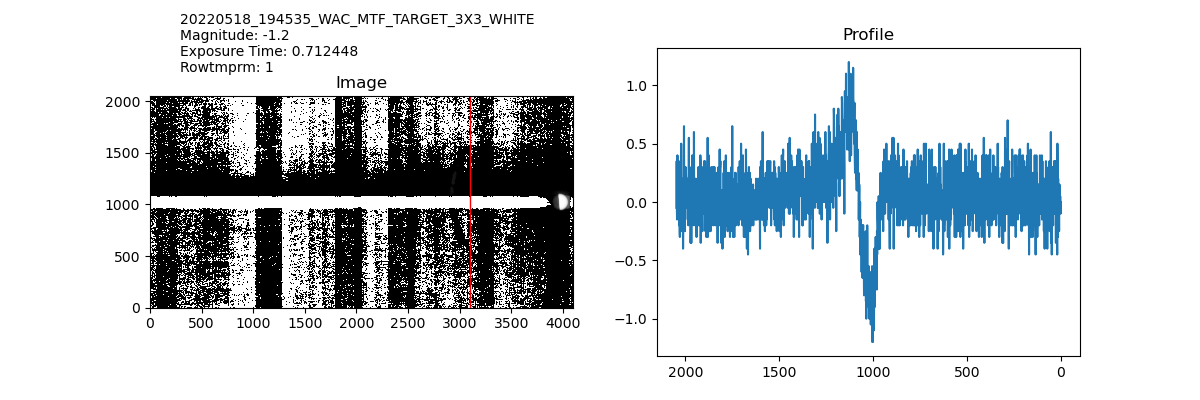 20220518_194535_WAC_MTF_TARGET_3X3_WHITE
Magnitude: -1.2
Exposure Time: 0.712448
Rowtmprm: 1
Image
2000
1500
1000
500
0
0 500 1000 1500 2000 2500 3000 3500 4000
Profile
1.0
0.5
0.0
−0.5
−1.0
2000 1500 1000 500 0